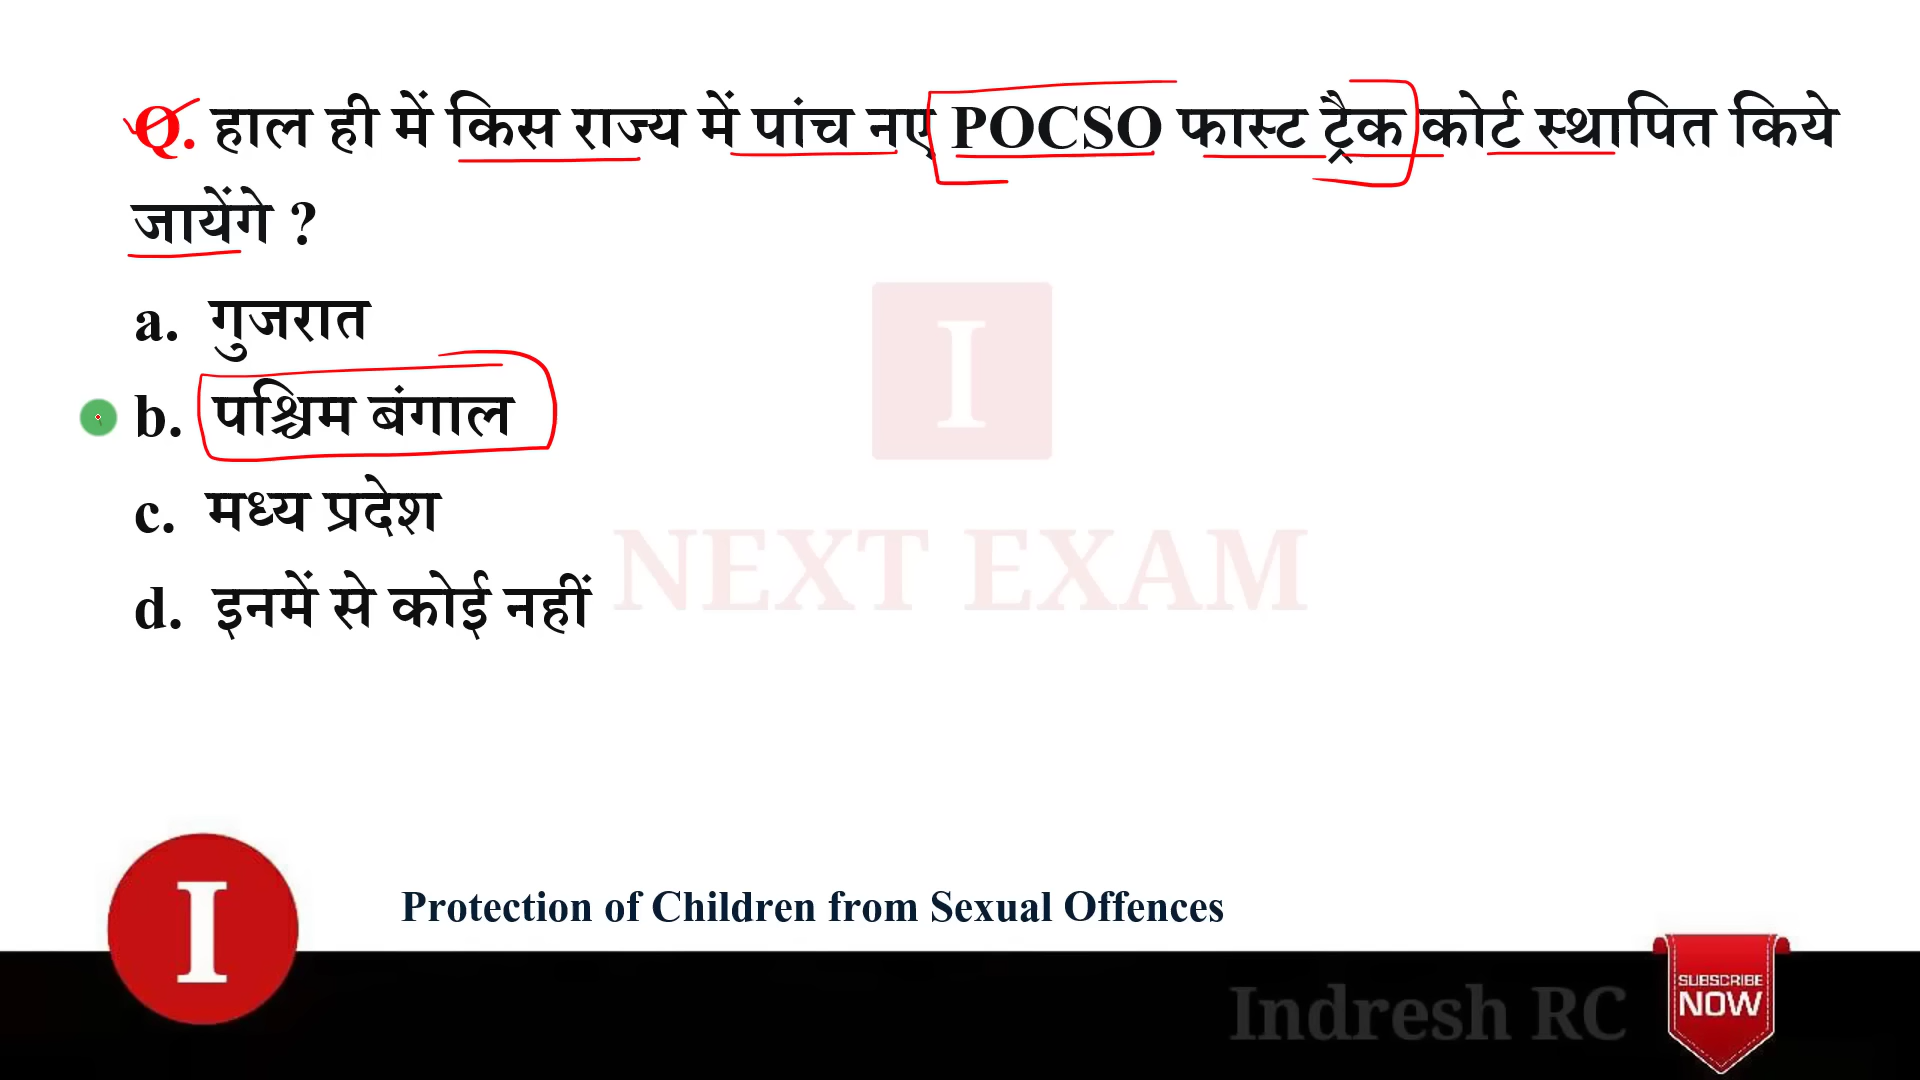 Q. हाल ही में किस राज्य में पांच नए POCSO फास्ट ट्रैक कोर्ट स्थापित किये
जायेंगे ?
a. गुजरात
b. पश्चिम बंगाल
c. मध्य प्रदेश
d. इनमें से कोई नहीं
I
NEXT EXAM
I
Protection of Children from Sexual Offences
Indresh RC
SUBSCRIBE
NOW